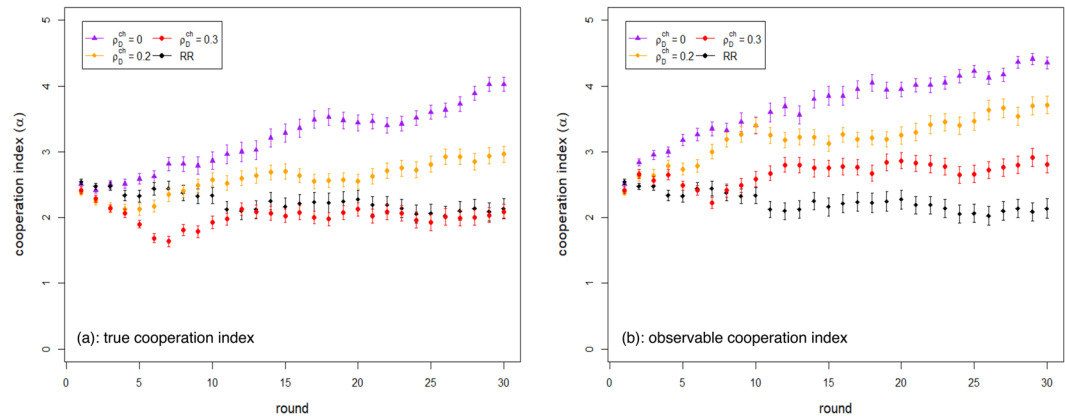 ρ_D^ch = 0    ρ_D^ch = 0.3
ρ_D^ch = 0.2    RR
cooperation index (α)
5
4
3
2
1
0
(a): true cooperation index
0 5 10 15 20 25 30
round
ρ_D^ch = 0    ρ_D^ch = 0.3
ρ_D^ch = 0.2    RR
cooperation index (α)
5
4
3
2
1
0
(b): observable cooperation index
0 5 10 15 20 25 30
round